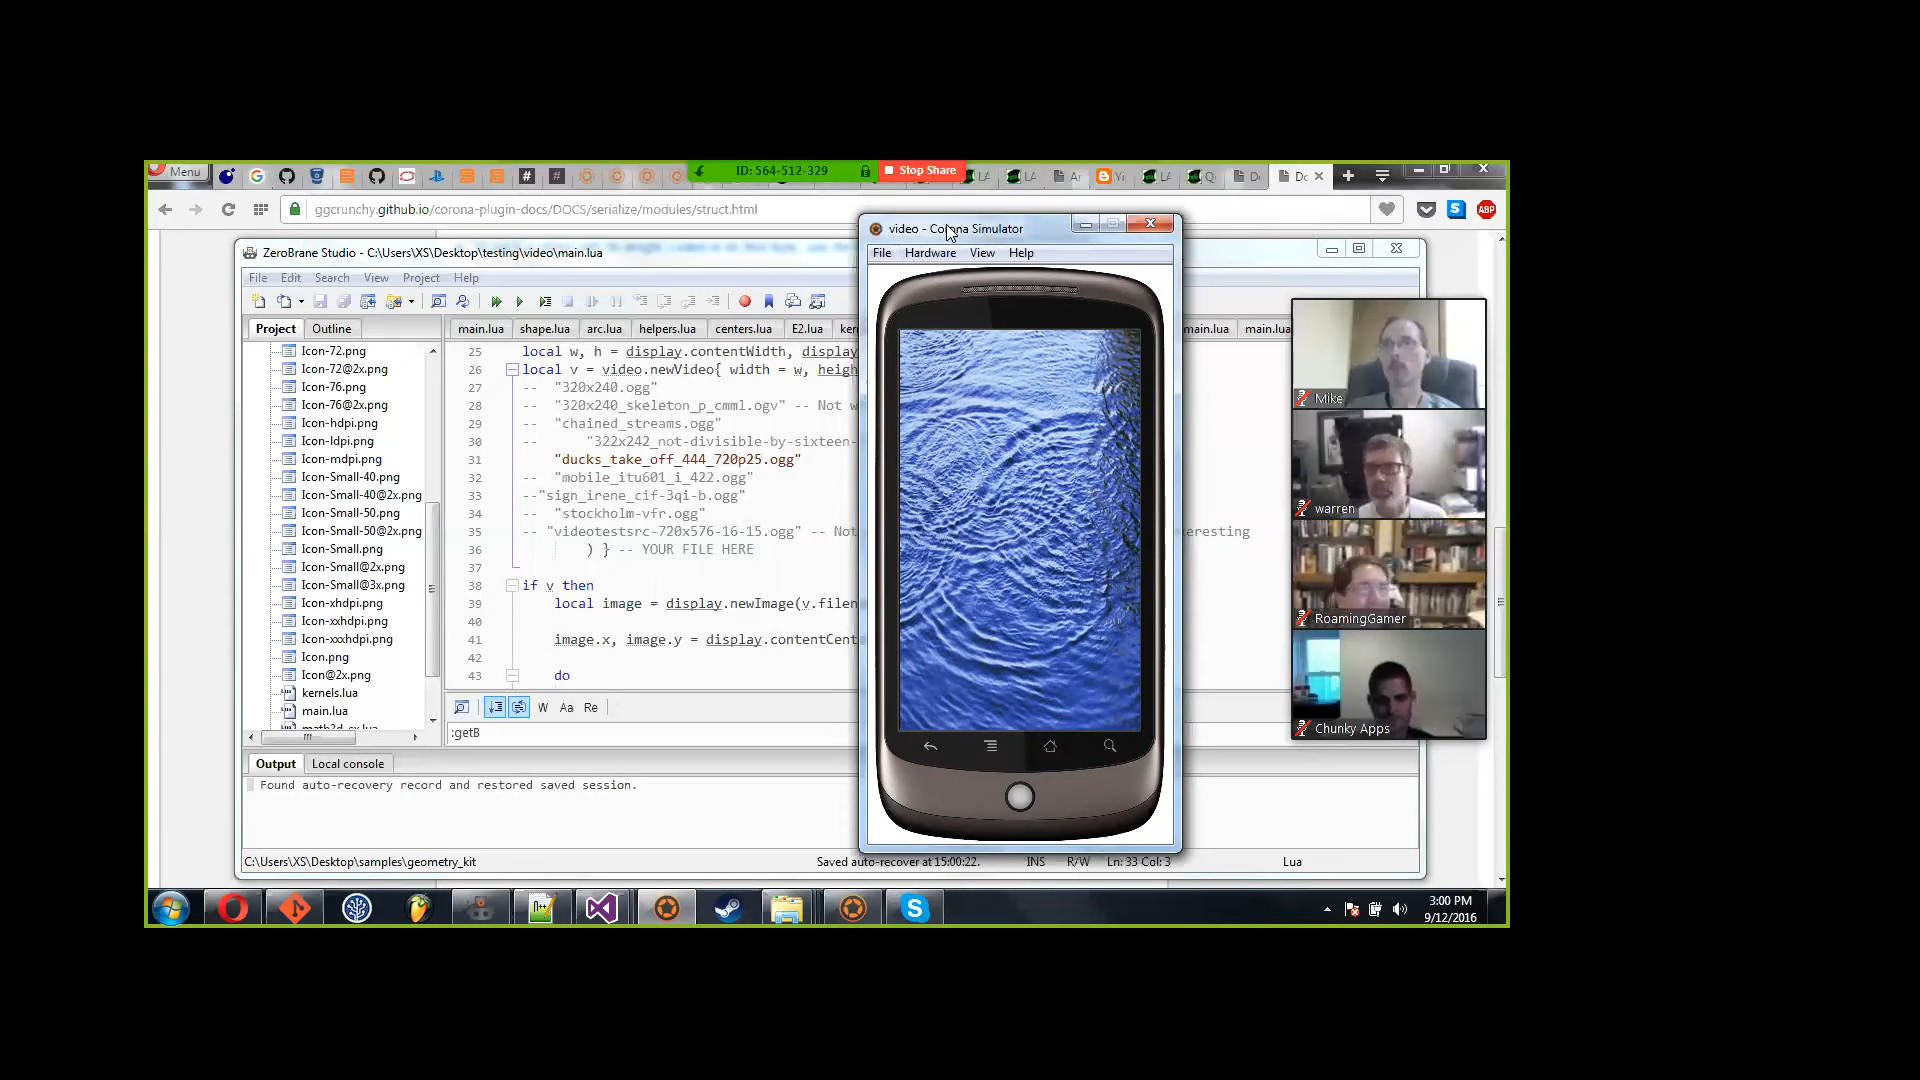 Menu
ID: 564-512-329
Stop Share
LA
LA
Yi
LA
Do
ggcrunchy.github.io/corona-plugin-docs/DOCS/serialize/modules/struct.html
ABP
ZeroBrane Studio - C:\Users\XS\Desktop\testing\video\main.lua
File Edit Search View Project Help
Project Outline
main.lua shape.lua arc.lua helpers.lua centers.lua E2.lua main.lua main.lua
Icon-72.png
Icon-72@2x.png
Icon-76.png
Icon-76@2x.png
Icon-hdpi.png
Icon-ldpi.png
Icon-mdpi.png
Icon-Small-40.png
Icon-Small-40@2x.png
Icon-Small-50.png
Icon-Small-50@2x.png
Icon-Small.png
Icon-Small@2x.png
Icon-Small@3x.png
Icon-xhdpi.png
Icon-xxhdpi.png
Icon-xxxhdpi.png
Icon.png
Icon@2x.png
kernels.lua
main.lua
25 local w, h = display.contentWidth, display
26 local v = video.newVideo{ width = w, heigh
27 -- "320x240.ogg"
28 -- "320x240_skeleton_p_cmml.ogv" -- Not w
29 -- "chained_streams.ogg"
30 -- "322x242_not-divisible-by-sixteen-
31 "ducks_take_off_444_720p25.ogg"
32 -- "mobile_itu601_i_422.ogg"
33 --"sign_irene_cif-3qi-b.ogg"
34 -- "stockholm-vfr.ogg"
35 -- "videotestsrc-720x576-16-15.ogg" -- Not eresting
36 ) } -- YOUR FILE HERE
37
38 if v then
39 local image = display.newImage(v.filen
40
41 image.x, image.y = display.contentCent
42
43 do
W Aa Re
:getB
Output Local console
Found auto-recovery record and restored saved session.
C:\Users\XS\Desktop\samples\geometry_kit Saved auto-recover at 15:00:22. INS R/W Ln: 33 Col: 3 Lua
video - Corona Simulator
File Hardware View Help
Mike
warren
RoamingGamer
Chunky Apps
3:00 PM
9/12/2016